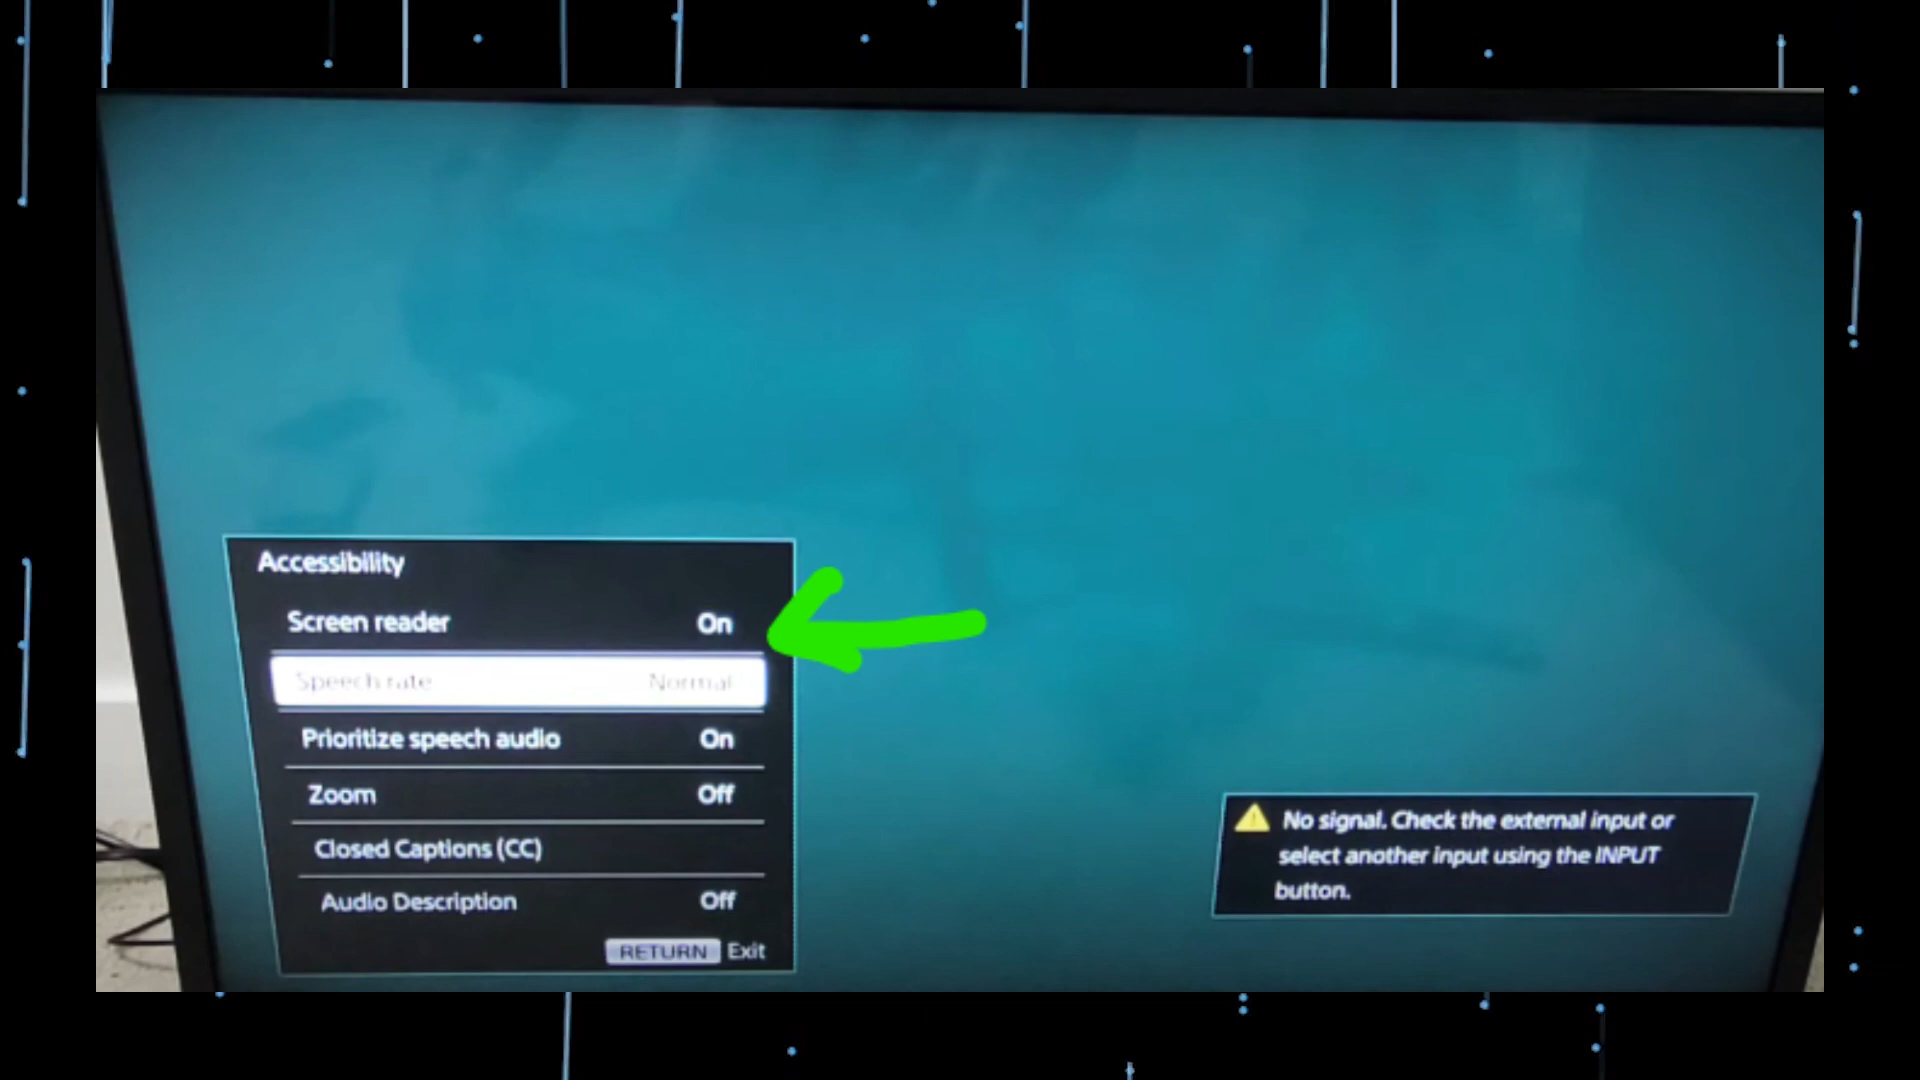 Accessibility
Screen reader On
Speech rate Normal
Prioritize speech audio On
Zoom Off
Closed Captions (CC)
Audio Description Off
RETURN Exit
No signal. Check the external input or
select another input using the INPUT
button.